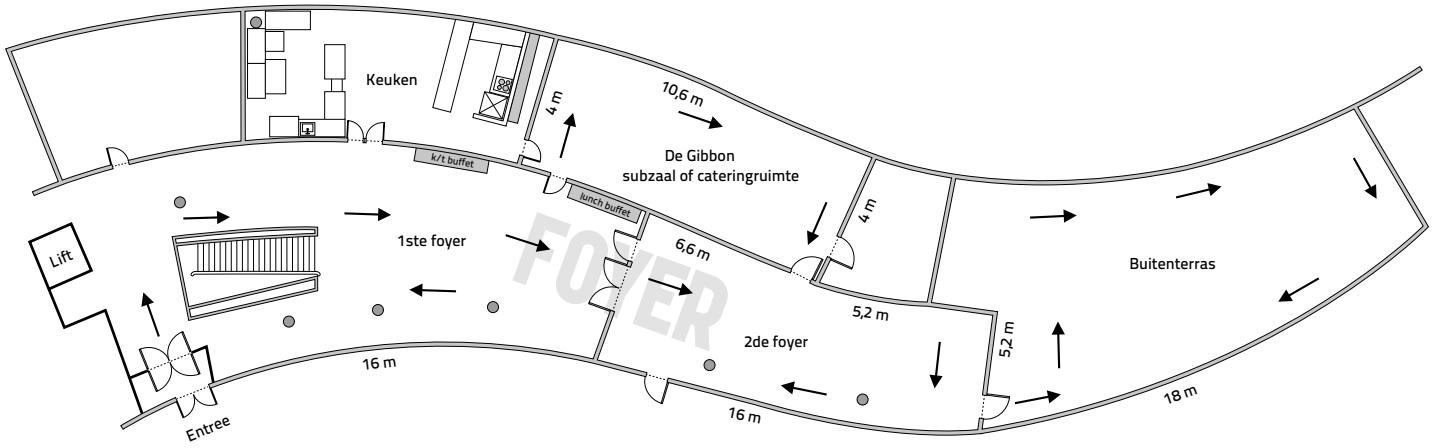 Keuken
k/t buffet
4 m
10,6 m
De Gibbon
subzaal of cateringruimte
lunch buffet
4 m
Lift
1ste foyer
FOYER
6,6 m
Buitenterras
5,2 m
2de foyer
5,2 m
16 m
16 m
18 m
Entree